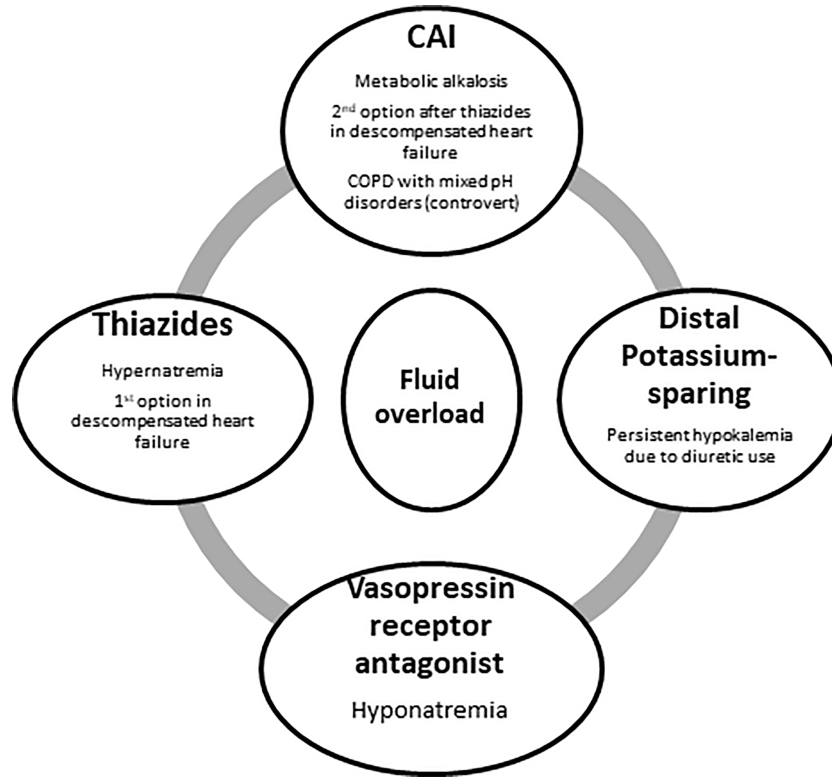 CAI
Metabolic alkalosis
2nd option after thiazides
in descompensated heart
failure
COPD with mixed pH
disorders (controvert)
Thiazides
Hypernatremia
1st option in
descompensated heart
failure
Fluid
overload
Distal
Potassium-
sparing
Persistent hypokalemia
due to diuretic use
Vasopressin
receptor
antagonist
Hyponatremia